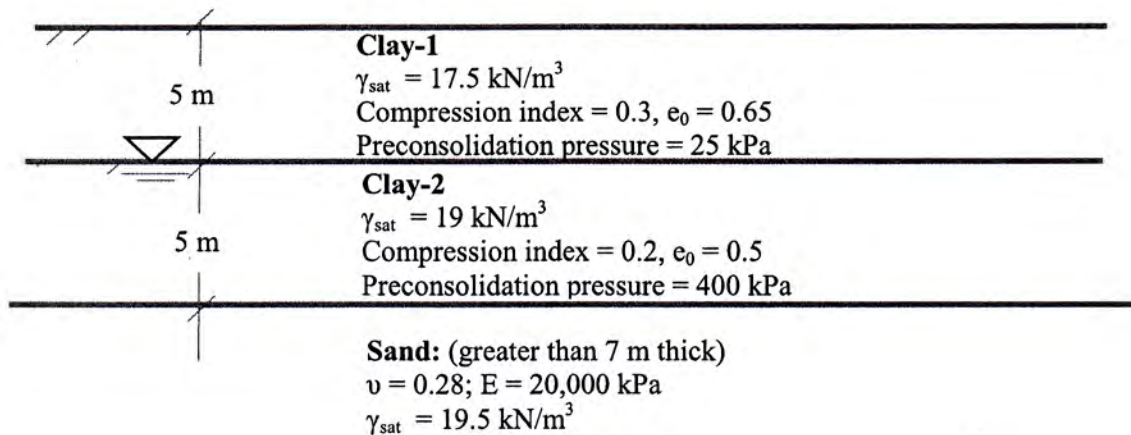 Clay-1
γsat = 17.5 kN/m³
5 m
Compression index = 0.3, e₀ = 0.65
Preconsolidation pressure = 25 kPa
Clay-2
γsat = 19 kN/m³
5 m
Compression index = 0.2, e₀ = 0.5
Preconsolidation pressure = 400 kPa
Sand: (greater than 7 m thick)
υ = 0.28; E = 20,000 kPa
γsat = 19.5 kN/m³